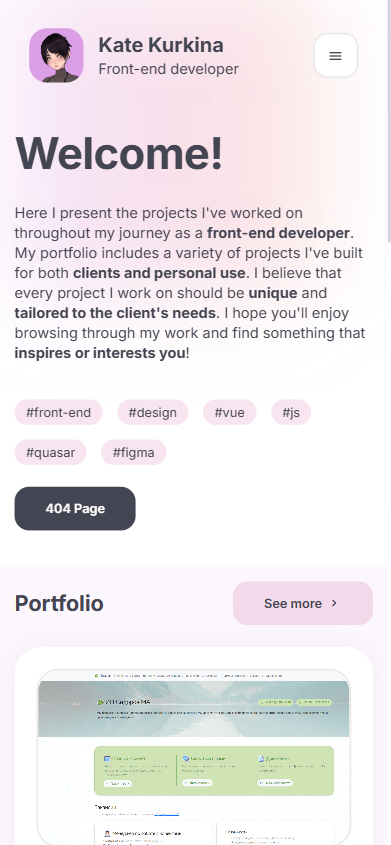 Kate Kurkina
Front-end developer
Welcome!
Here I present the projects I've worked on
throughout my journey as a front-end developer.
My portfolio includes a variety of projects I've built
for both clients and personal use. I believe that
every project I work on should be unique and
tailored to the client's needs. I hope you'll enjoy
browsing through my work and find something that
inspires or interests you!
#front-end #design #vue #js
#quasar #figma
404 Page
Portfolio
See more
ИП Сидоров МА
Вакансии